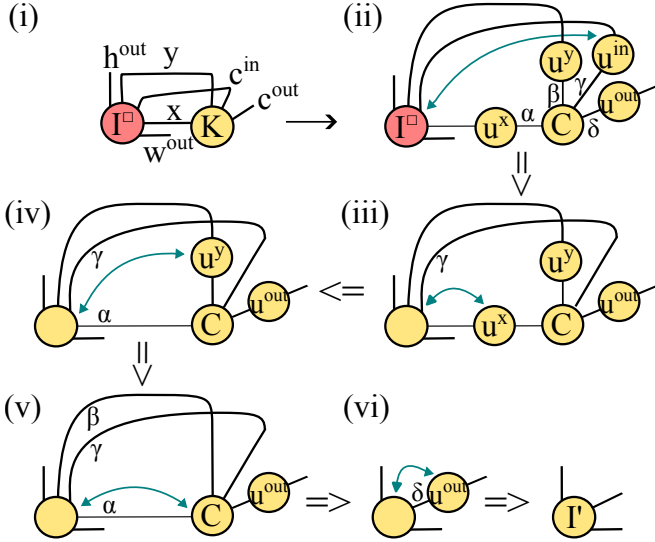 (i)
h^out y c^in c^out
I^□ x K
w^out
(ii)
u^y u^in
β γ u^out
I^□ u^x α C δ
(iv)
γ u^y
α C u^out
(iii)
γ u^y
u^x C u^out
(v)
β
γ
α C u^out
(vi)
δ u^out
I'